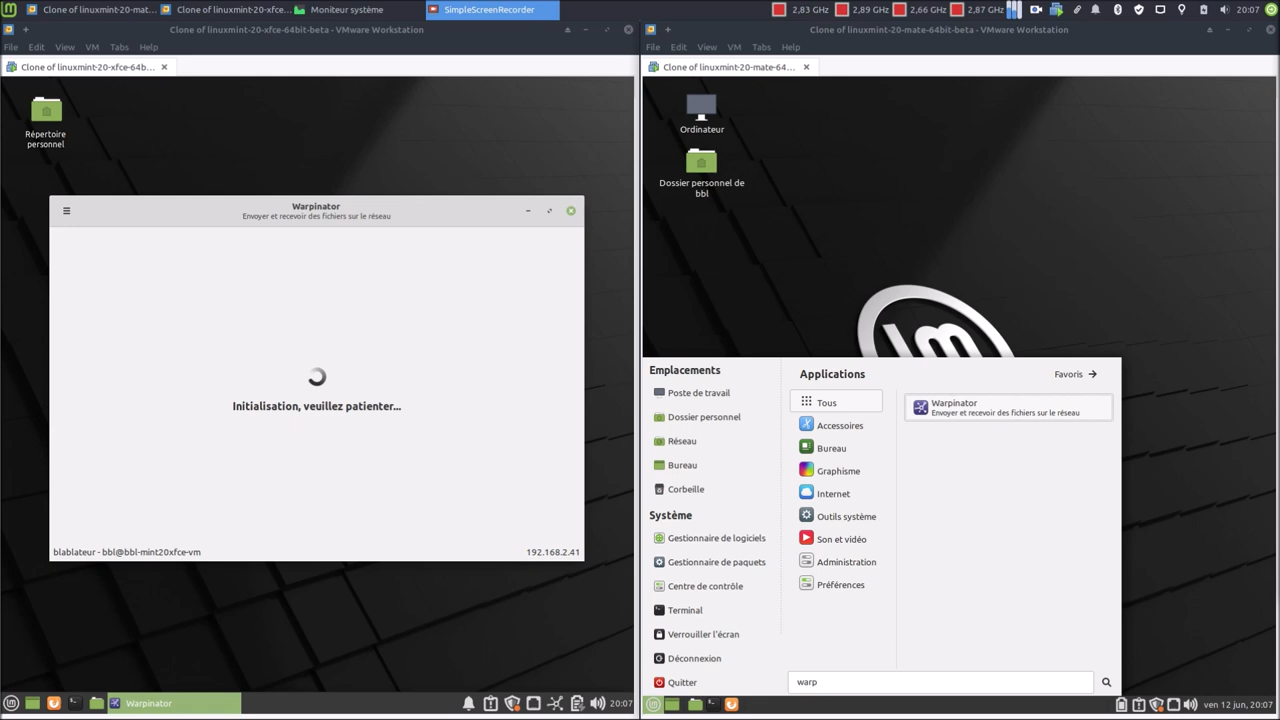 Clone of linuxmint-20-mat...
Clone of linuxmint-20-xfce...
Moniteur système
SimpleScreenRecorder
2,83 GHz
2,89 GHz
2,66 GHz
2,87 GHz
20:07
Clone of linuxmint-20-xfce-64bit-beta - VMware Workstation
File Edit View VM Tabs Help
Clone of linuxmint-20-xfce-64b...
Répertoire
personnel
Warpinator
Envoyer et recevoir des fichiers sur le réseau
Initialisation, veuillez patienter...
blablateur - bbl@bbl-mint20xfce-vm
192.168.2.41
Warpinator
20:07
Clone of linuxmint-20-mate-64bit-beta - VMware Workstation
File Edit View VM Tabs Help
Clone of linuxmint-20-mate-64...
Ordinateur
Dossier personnel de
bbl
Emplacements
Poste de travail
Dossier personnel
Réseau
Bureau
Corbeille
Système
Gestionnaire de logiciels
Gestionnaire de paquets
Centre de contrôle
Terminal
Verrouiller l'écran
Déconnexion
Quitter
Applications
Favoris
Tous
Accessoires
Bureau
Graphisme
Internet
Outils système
Son et vidéo
Administration
Préférences
Warpinator
Envoyer et recevoir des fichiers sur le réseau
warp
ven 12 jun, 20:07